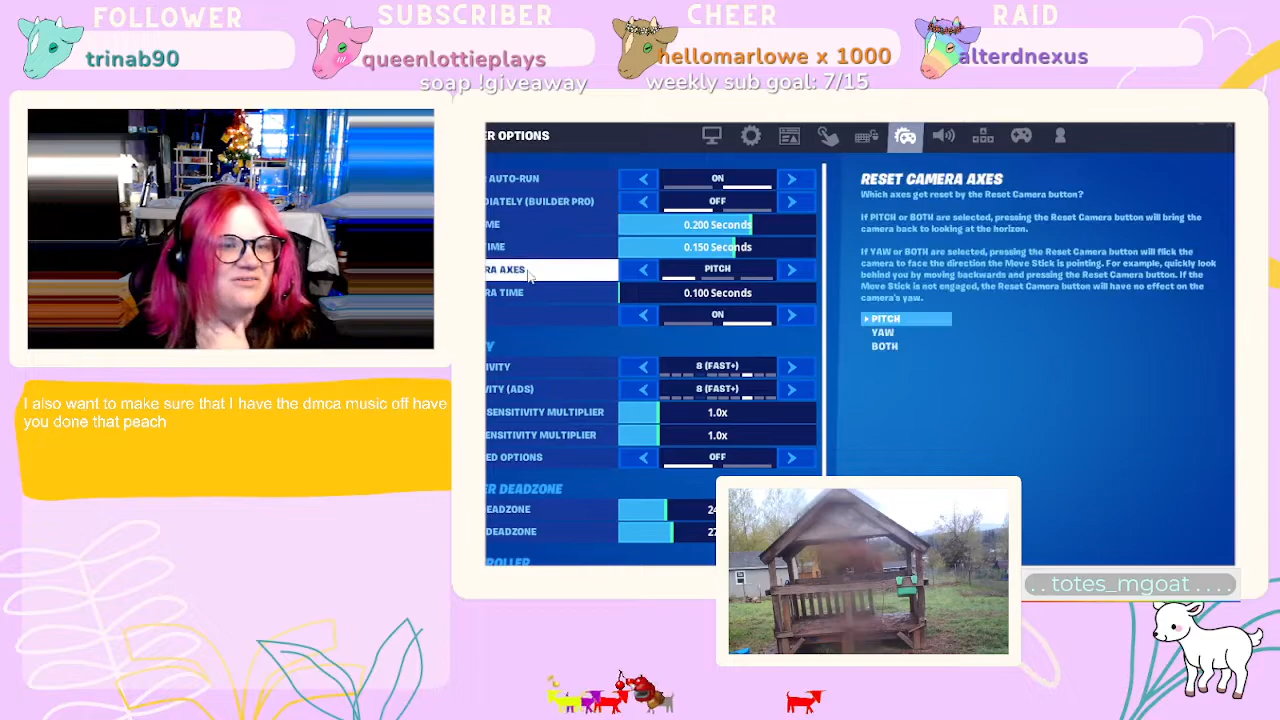 FOLLOWER
SUBSCRIBER
CHEER
RAID
trinab90
queenlottieplays
hellomarlowe x 1000
alterdnexus
soap !giveaway
weekly sub goal: 7/15
ER OPTIONS
AUTO-RUN
ON
DIATELY (BUILDER PRO)
OFF
ME
0.200 Seconds
TIME
0.150 Seconds
RA AXES
PITCH
RA TIME
0.100 Seconds
ON
IVITY
8 (FAST+)
VITY (ADS)
8 (FAST+)
SENSITIVITY MULTIPLIER
1.0x
ENSITIVITY MULTIPLIER
1.0x
ED OPTIONS
OFF
ER DEADZONE
DEADZONE
24
DEADZONE
27
RESET CAMERA AXES
Which axes get reset by the Reset Camera button?
If PITCH or BOTH are selected, pressing the Reset Camera button will bring the
camera back to looking at the horizon.
If YAW or BOTH are selected, pressing the Reset Camera button will flick the
camera to face the direction the Move Stick is pointing. For example, quickly look
behind you by moving backwards and pressing the Reset Camera button. If the
Move Stick is not engaged, the Reset Camera button will have no effect on the
camera's yaw.
PITCH
YAW
BOTH
I also want to make sure that I have the dmca music off have
you done that peach
. . totes_mgoat . . . .